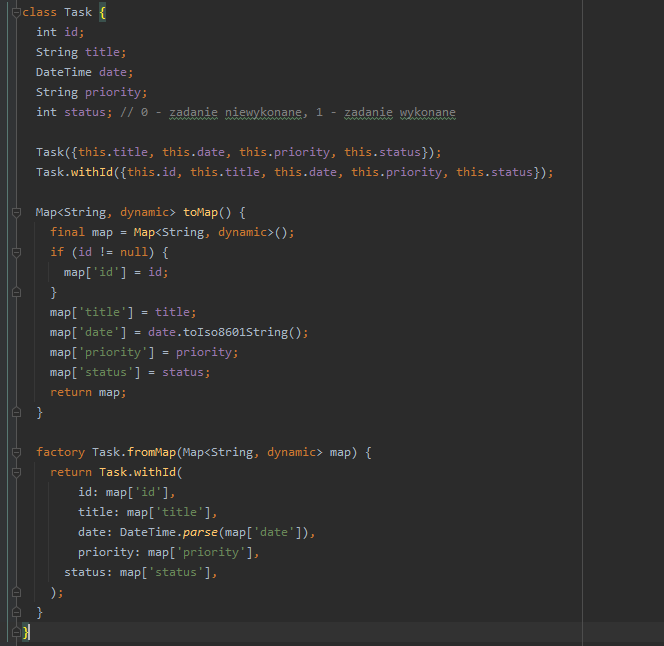 class Task {
  int id;
  String title;
  DateTime date;
  String priority;
  int status; // 0 - zadanie niewykonane, 1 - zadanie wykonane

  Task({this.title, this.date, this.priority, this.status});
  Task.withId({this.id, this.title, this.date, this.priority, this.status});

  Map<String, dynamic> toMap() {
    final map = Map<String, dynamic>();
    if (id != null) {
      map['id'] = id;
    }
    map['title'] = title;
    map['date'] = date.toIso8601String();
    map['priority'] = priority;
    map['status'] = status;
    return map;
  }

  factory Task.fromMap(Map<String, dynamic> map) {
    return Task.withId(
        id: map['id'],
        title: map['title'],
        date: DateTime.parse(map['date']),
        priority: map['priority'],
      status: map['status'],
    );
  }
}